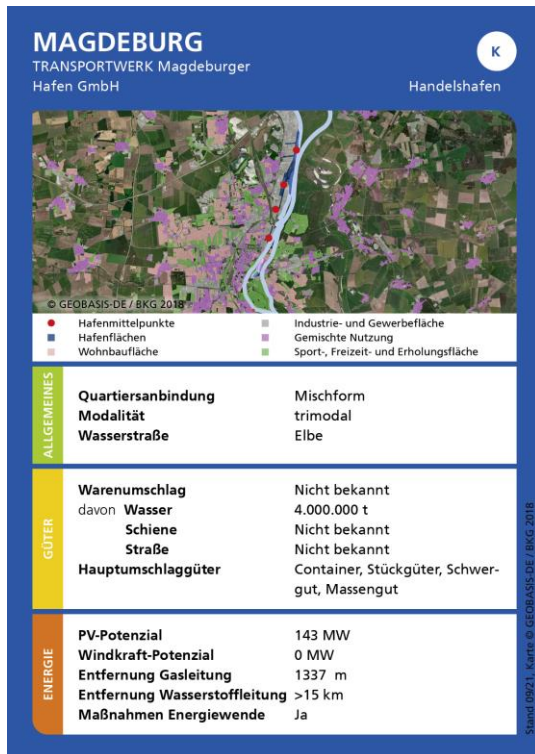 MAGDEBURG
TRANSPORTWERK Magdeburger
Hafen GmbH
K
Handelshafen
© GEOBASIS-DE / BKG 2018
Hafenmittelpunkte
Hafenflächen
Wohnbaufläche
Industrie- und Gewerbefläche
Gemischte Nutzung
Sport-, Freizeit- und Erholungsfläche
ALLGEMEINES
Quartiersanbindung Mischform
Modalität trimodal
Wasserstraße Elbe
GÜTER
Warenumschlag Nicht bekannt
davon Wasser 4.000.000 t
Schiene Nicht bekannt
Straße Nicht bekannt
Hauptumschlaggüter Container, Stückgüter, Schwer-
gut, Massengut
ENERGIE
PV-Potenzial 143 MW
Windkraft-Potenzial 0 MW
Entfernung Gasleitung 1337 m
Entfernung Wasserstoffleitung >15 km
Maßnahmen Energiewende Ja
Stand 09/21, Karte © GEOBASIS-DE / BKG 2018